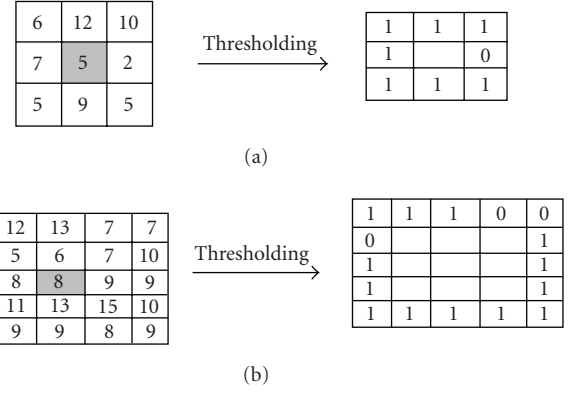 6 12 10
7 5 2
5 9 5
Thresholding
1 1 1
1 0
1 1 1
(a)
12 13 7 7
5 6 7 10
8 8 9 9
11 13 15 10
9 9 8 9
Thresholding
1 1 1 0 0
0 1
1 1
1 1
1 1 1 1 1
(b)